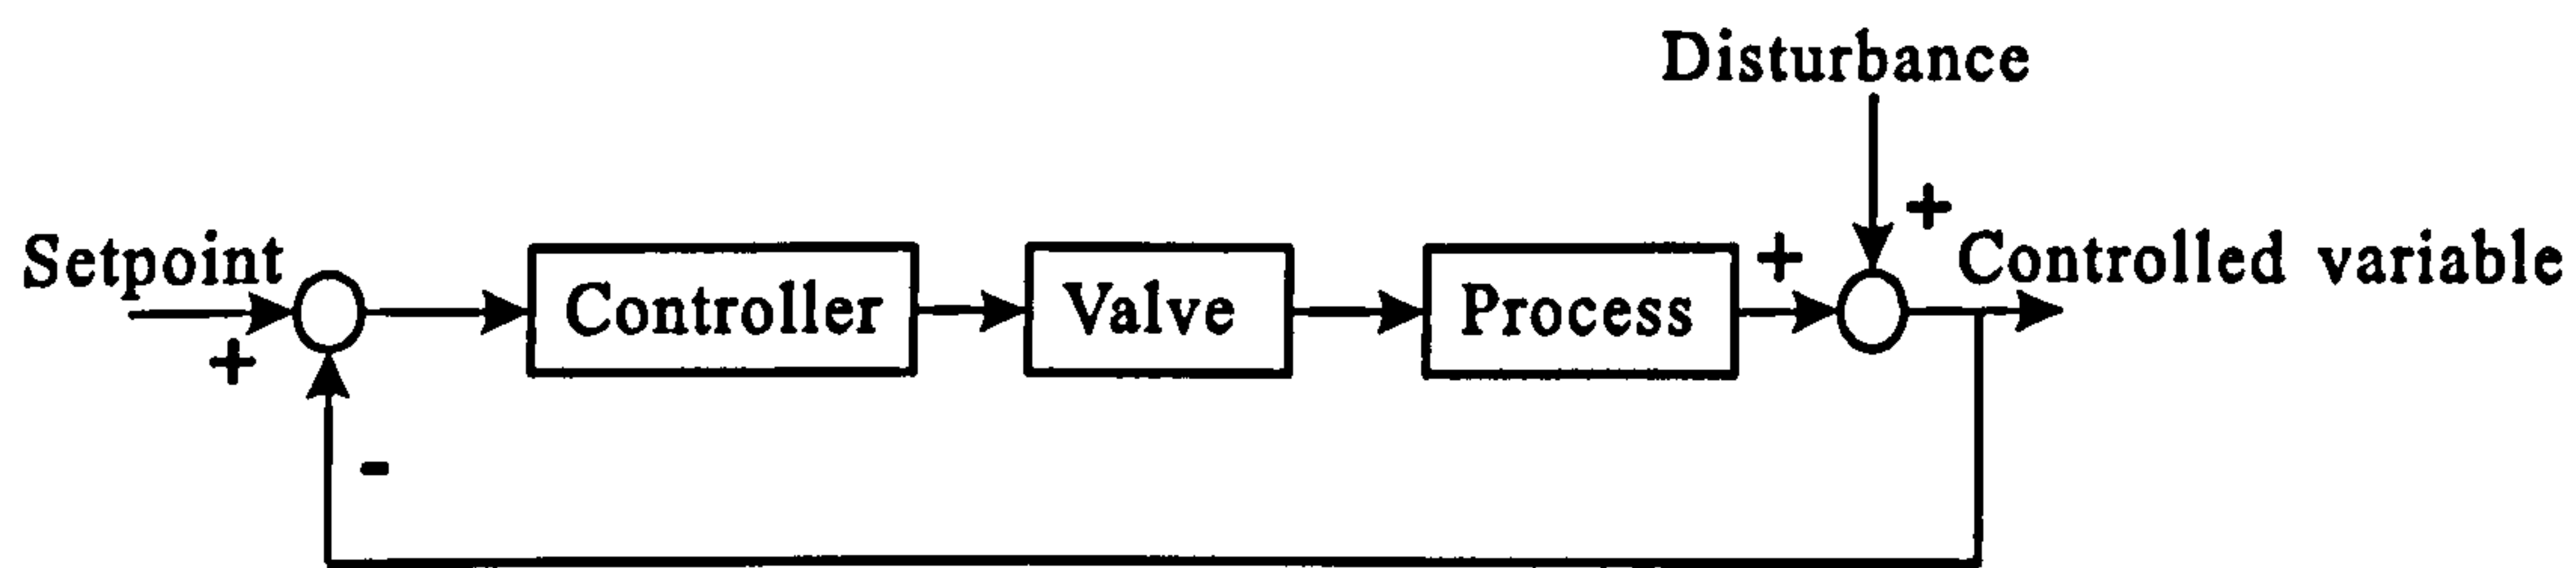 Disturbance
+
Setpoint
Controller
Valve
Process
+
Controlled variable
+
-